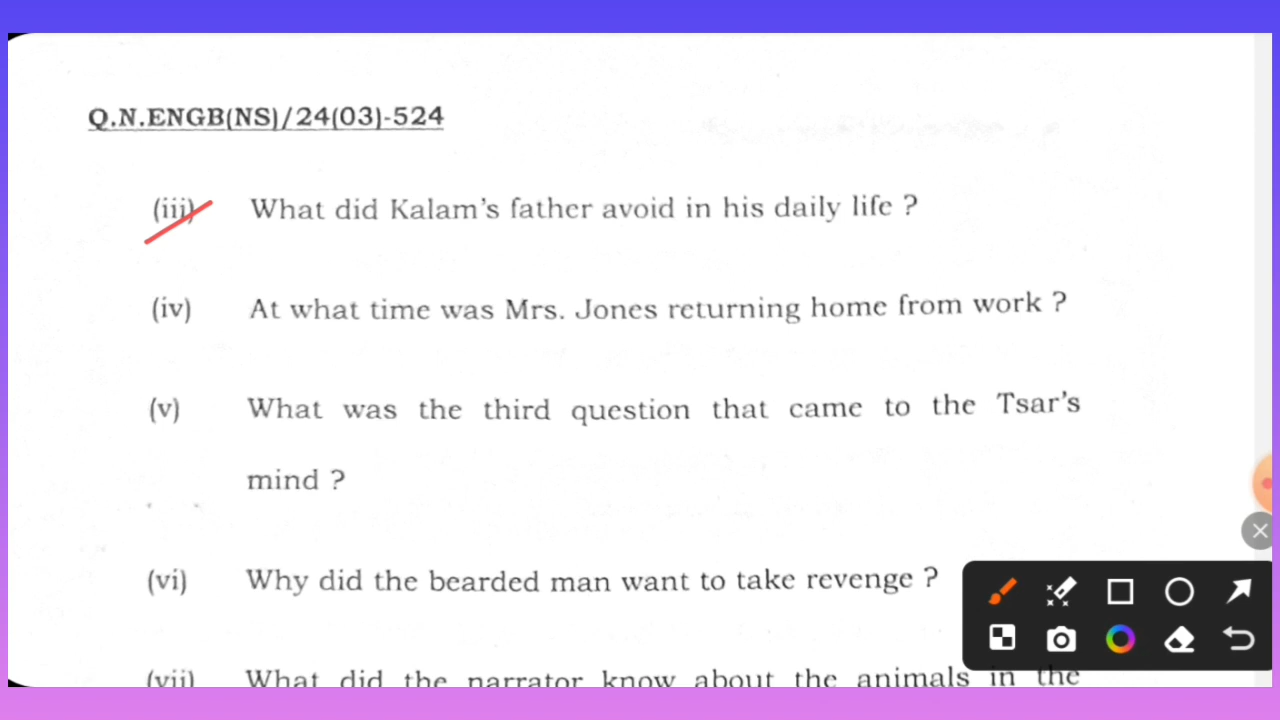 Q.N.ENGB(NS)/24(03)-524
(iii) What did Kalam's father avoid in his daily life ?
(iv) At what time was Mrs. Jones returning home from work ?
(v) What was the third question that came to the Tsar's
mind ?
(vi) Why did the bearded man want to take revenge ?
(vii) What did the narrator know about the animals in the